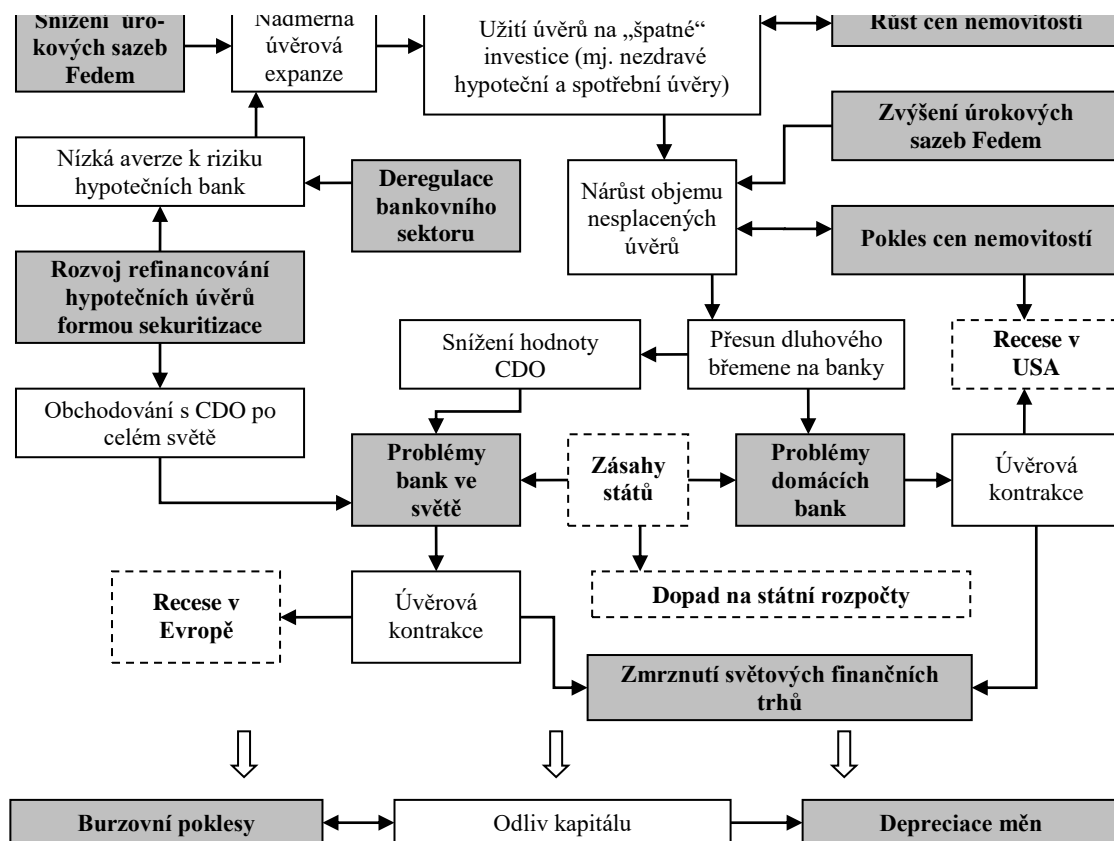 Snížení úro-
kových sazeb
Fedem
Nadměrná
úvěrová
expanze
Užití úvěrů na „špatné“
investice (mj. nezdravé
hypoteční a spotřební úvěry)
Růst cen nemovitostí
Nízká averze k riziku
hypotečních bank
Deregulace
bankovního
sektoru
Zvýšení úrokových
sazeb Fedem
Nárůst objemu
nesplacených
úvěrů
Pokles cen nemovitostí
Rozvoj refinancování
hypotečních úvěrů
formou sekuritizace
Snížení hodnoty
CDO
Přesun dluhového
břemene na banky
Recese v
USA
Obchodování s CDO po
celém světě
Problémy
bank ve
světě
Zásahy
států
Problémy
domácích
bank
Úvěrová
kontrakce
Recese v
Evropě
Úvěrová
kontrakce
Dopad na státní rozpočty
Zmrznutí světových finančních
trhů
Burzovní poklesy
Odliv kapitálu
Depreciace měn